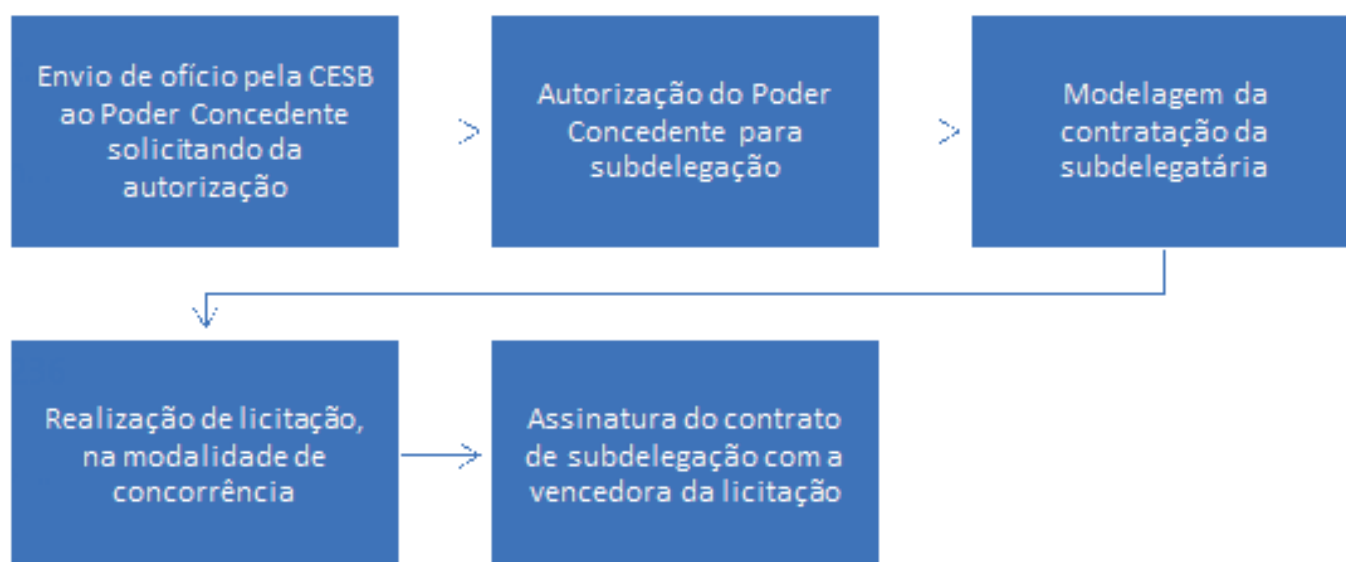 Envio de ofício pela CESB
ao Poder Concedente
solicitando da
autorização
Autorização do Poder
Concedente para
subdelegação
Modelagem da
contratação da
subdelegatária
Realização de licitação,
na modalidade de
concorrência
Assinatura do contrato
de subdelegação com a
vencedora da licitação